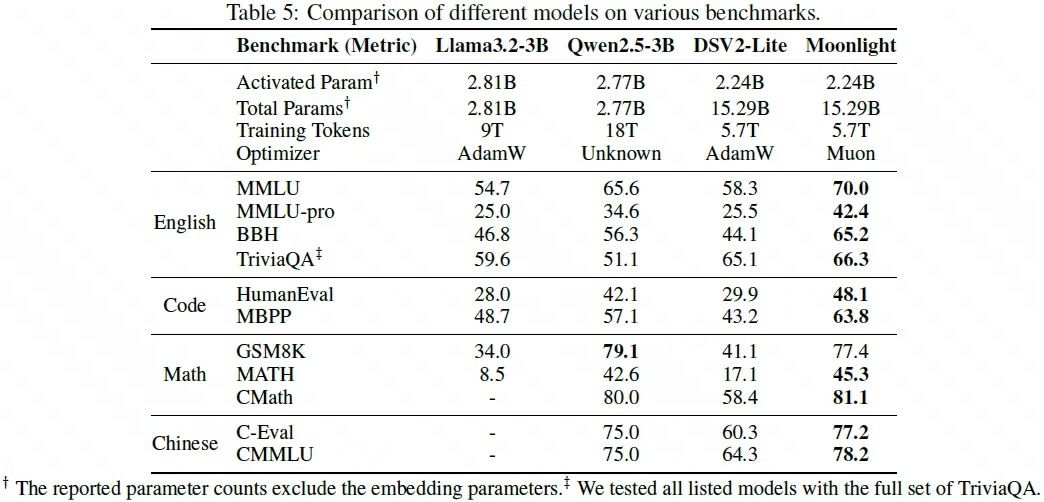 Table 5: Comparison of different models on various benchmarks.
Benchmark (Metric) Llama3.2-3B Qwen2.5-3B DSV2-Lite Moonlight
Activated Param† 2.81B 2.77B 2.24B 2.24B
Total Params† 2.81B 2.77B 15.29B 15.29B
Training Tokens 9T 18T 5.7T 5.7T
Optimizer AdamW Unknown AdamW Muon
English
MMLU 54.7 65.6 58.3 70.0
MMLU-pro 25.0 34.6 25.5 42.4
BBH 46.8 56.3 44.1 65.2
TriviaQA‡ 59.6 51.1 65.1 66.3
Code
HumanEval 28.0 42.1 29.9 48.1
MBPP 48.7 57.1 43.2 63.8
Math
GSM8K 34.0 79.1 41.1 77.4
MATH 8.5 42.6 17.1 45.3
CMath - 80.0 58.4 81.1
Chinese
C-Eval - 75.0 60.3 77.2
CMMLU - 75.0 64.3 78.2
† The reported parameter counts exclude the embedding parameters.‡ We tested all listed models with the full set of TriviaQA.